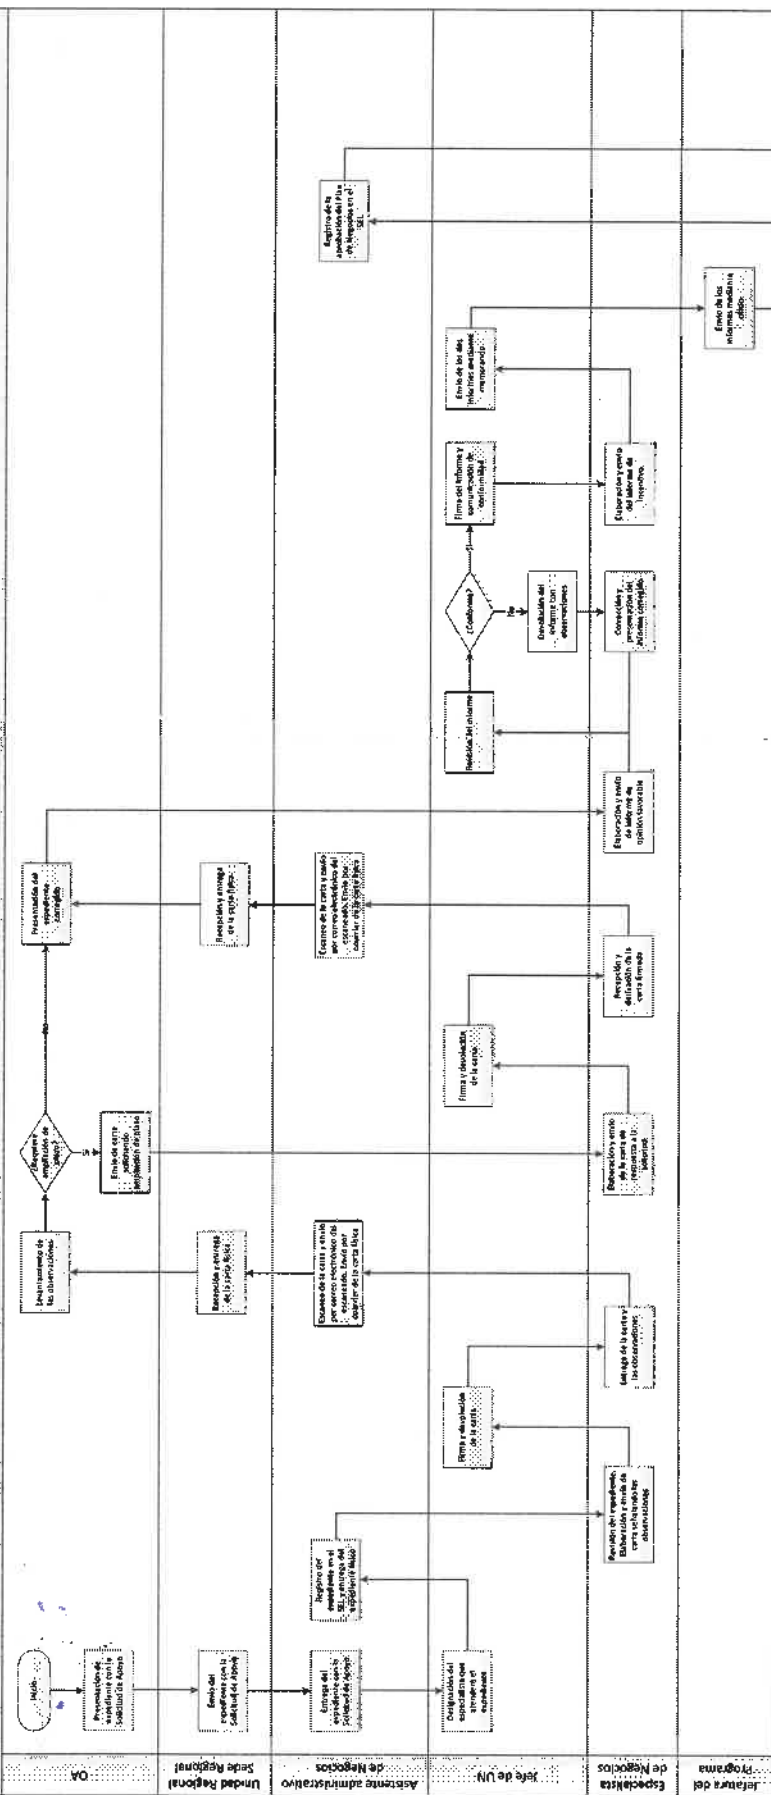 OA
Inicio
Presentación de
expediente con la
Solicitud de Apoyo
Levantamiento de
las observaciones
¿Requiere
ampliación de
plazo?
Si
No
Envío de carta
solicitando
ampliación de plazo
Presentación del
expediente
corregido
Unidad Regional
Sede Regional
Envío del
expediente con la
Solicitud de Apoyo
Recepción y entrega
de la carta física
Recepción y entrega
de la carta física
Asistente administrativo
de Negocios
Entrega del
expediente con la
Solicitud de Apoyo
Registro del
expediente en el
SEL y entrega del
expediente físico
Escaneo de la carta y envío
por correo electrónico del
escaneado. Envío por
courier de la carta física
Escaneo de la carta y envío
por correo electrónico del
escaneado. Envío por
courier de la carta física
Registro de la
aprobación del Plan
de Negocios en el
SEL
Jefe de UN
Designación del
especialista que
atenderá el
expediente
Firma y devolución
de la carta
Firma y devolución
de la carta
Revisión del informe
¿Conforme?
Si
No
Devolución del
informe con
observaciones
Firma del informe y
comunicación de
conformidad
Envío de los dos
informes mediante
memorando
Especialista
de Negocios
Revisión del expediente.
Elaboración y envío de
carta señalando las
observaciones
Entrega de la carta y
las observaciones
Elaboración y envío
de la carta de
respuesta a la
solicitud
Recepción y
derivación de la
carta firmada
Elaboración y envío
de informe de
opinión favorable
Corrección y
presentación del
informe corregido
Elaboración y envío
del informe de
incentivo
Jefatura del
Programa
Envío de los
informes mediante
oficio